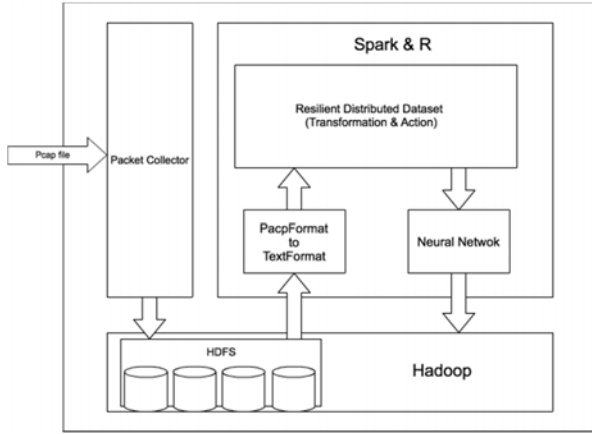 Spark & R
Resilient Distributed Dataset
(Transformation & Action)
Pcap file
Packet Collector
PacpFormat
to
TextFormat
Neural Netwok
HDFS
Hadoop